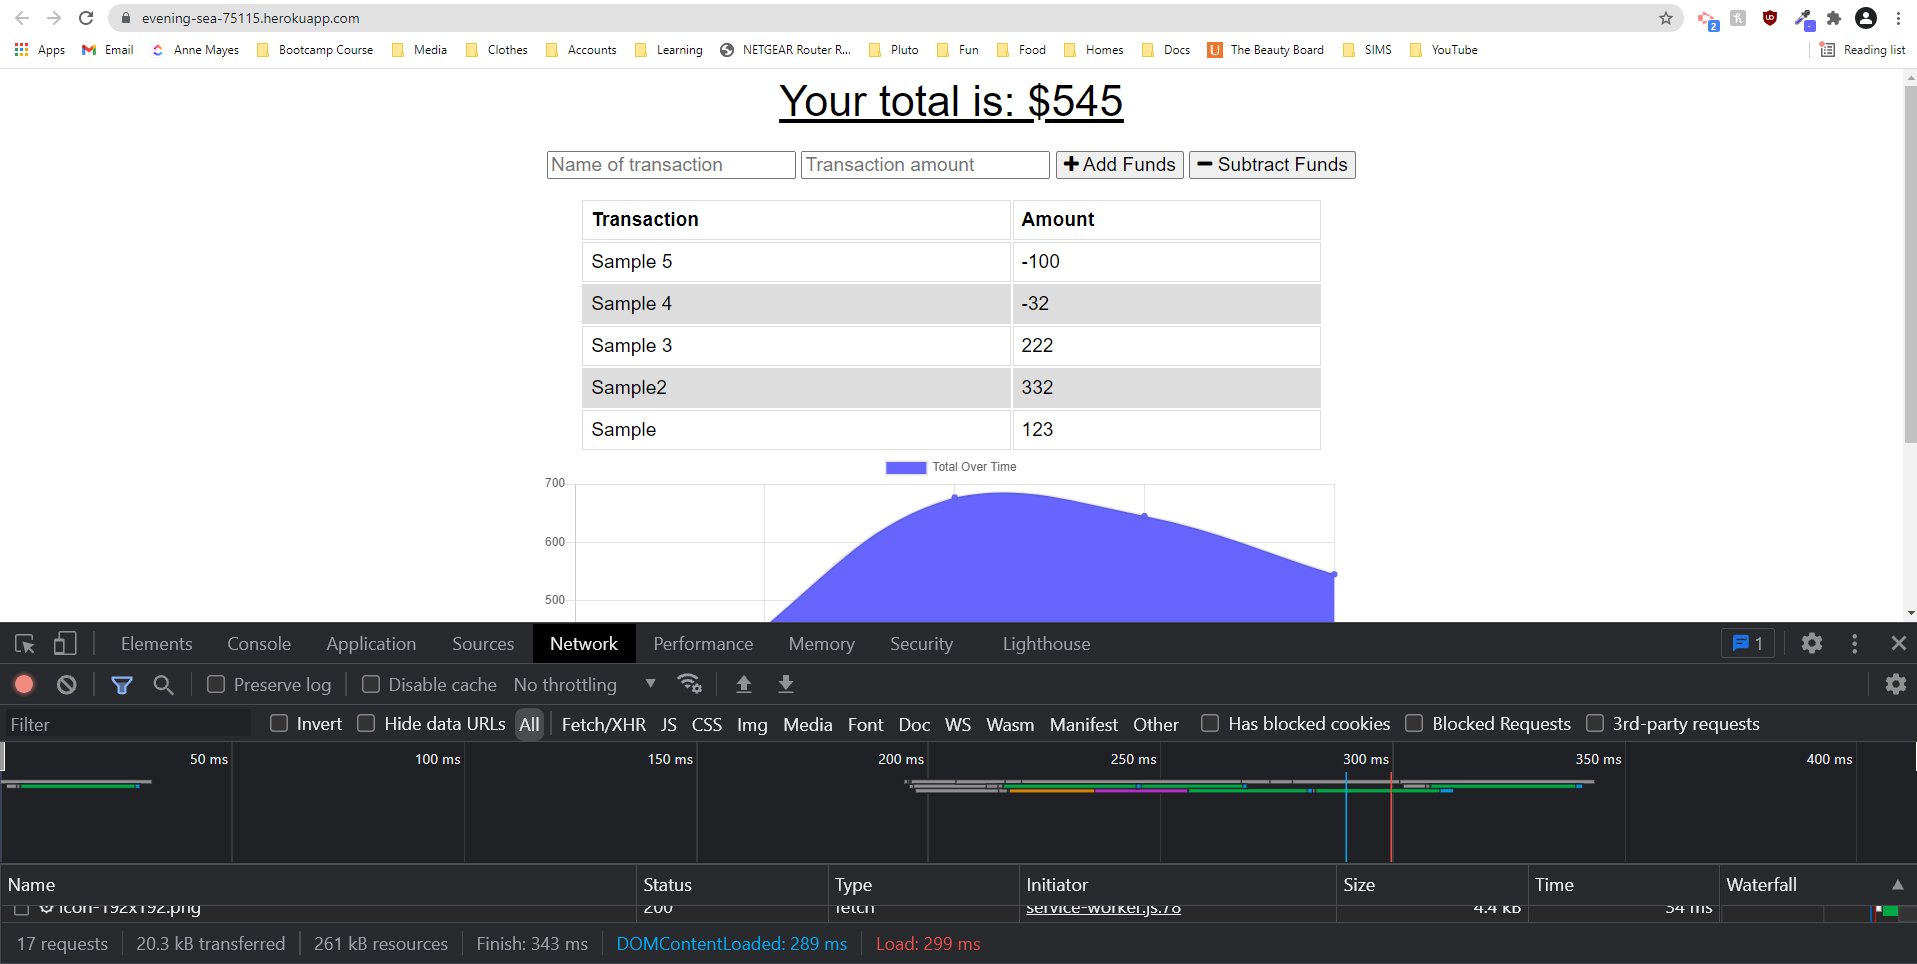 evening-sea-75115.herokuapp.com
2
Apps Email Anne Mayes Bootcamp Course Media Clothes Accounts Learning NETGEAR Router R... Pluto Fun Food Homes Docs U The Beauty Board SIMS YouTube Reading list
Your total is: $545
Name of transaction Transaction amount Add Funds Subtract Funds
Transaction Amount
Sample 5 -100
Sample 4 -32
Sample 3 222
Sample2 332
Sample 123
Total Over Time
700
600
500
Elements Console Application Sources Network Performance Memory Security Lighthouse 1
Preserve log Disable cache No throttling
Filter Invert Hide data URLs All Fetch/XHR JS CSS Img Media Font Doc WS Wasm Manifest Other Has blocked cookies Blocked Requests 3rd-party requests
50 ms 100 ms 150 ms 200 ms 250 ms 300 ms 350 ms 400 ms
Name Status Type Initiator Size Time Waterfall
icon-192x192.png 200 fetch service-worker.js:78 4.4 kB 34 ms
17 requests 20.3 kB transferred 261 kB resources Finish: 343 ms DOMContentLoaded: 289 ms Load: 299 ms